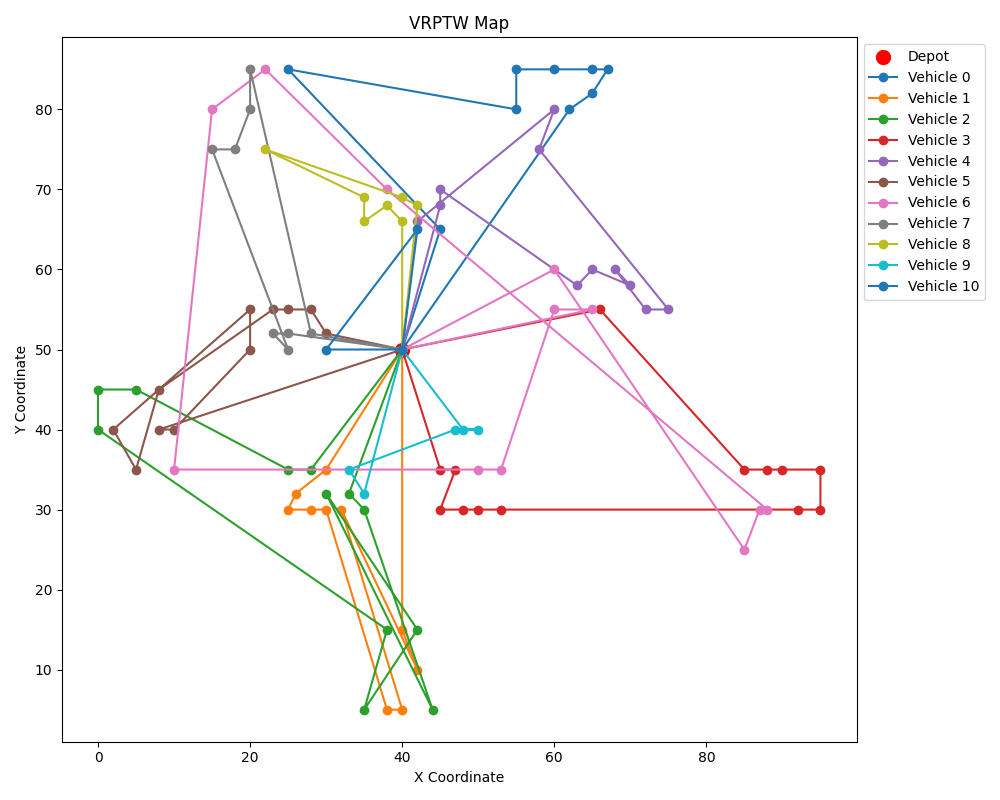 VRPTW Map
Y Coordinate
80
70
60
50
40
30
20
10
0
20
40
60
80
X Coordinate
Depot
Vehicle 0
Vehicle 1
Vehicle 2
Vehicle 3
Vehicle 4
Vehicle 5
Vehicle 6
Vehicle 7
Vehicle 8
Vehicle 9
Vehicle 10